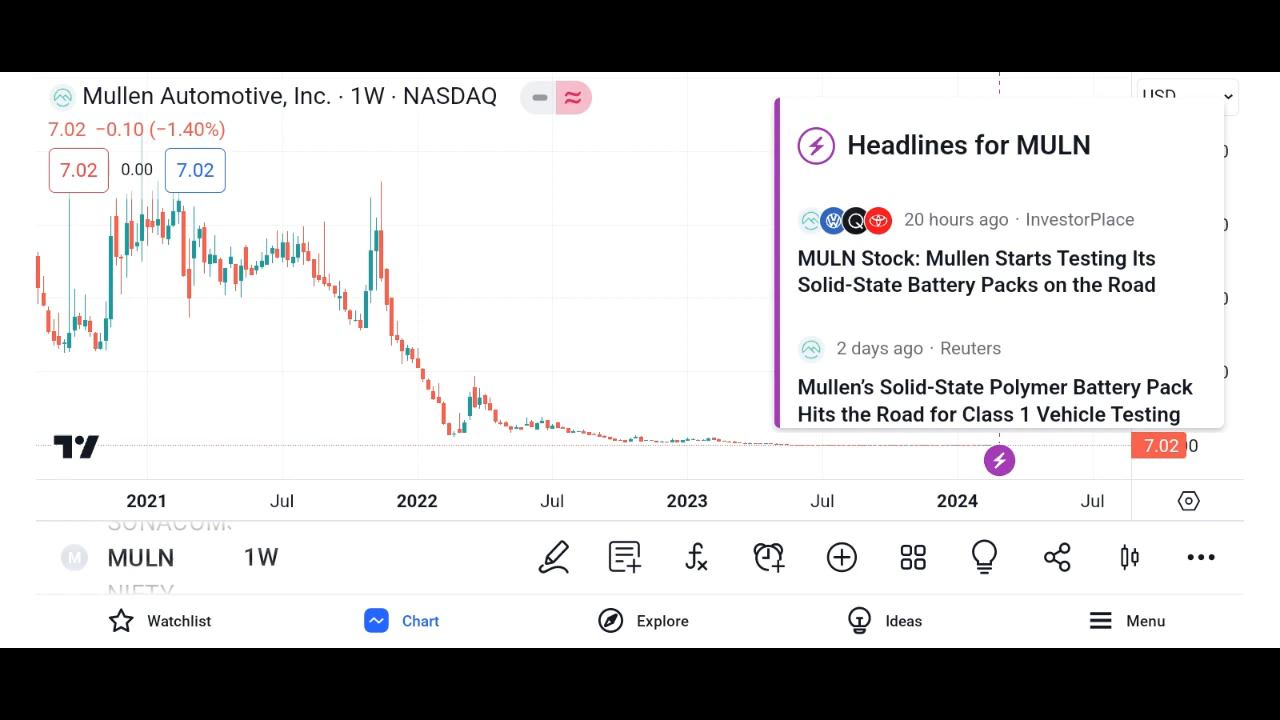 Mullen Automotive, Inc. · 1W · NASDAQ
USD
7.02 −0.10 (−1.40%)
7.02 0.00 7.02
Headlines for MULN
20 hours ago · InvestorPlace
MULN Stock: Mullen Starts Testing Its
Solid-State Battery Packs on the Road
2 days ago · Reuters
Mullen’s Solid-State Polymer Battery Pack
Hits the Road for Class 1 Vehicle Testing
7.02
2021 Jul 2022 Jul 2023 Jul 2024 Jul
M MULN 1W
NIFTY
Watchlist Chart Explore Ideas Menu